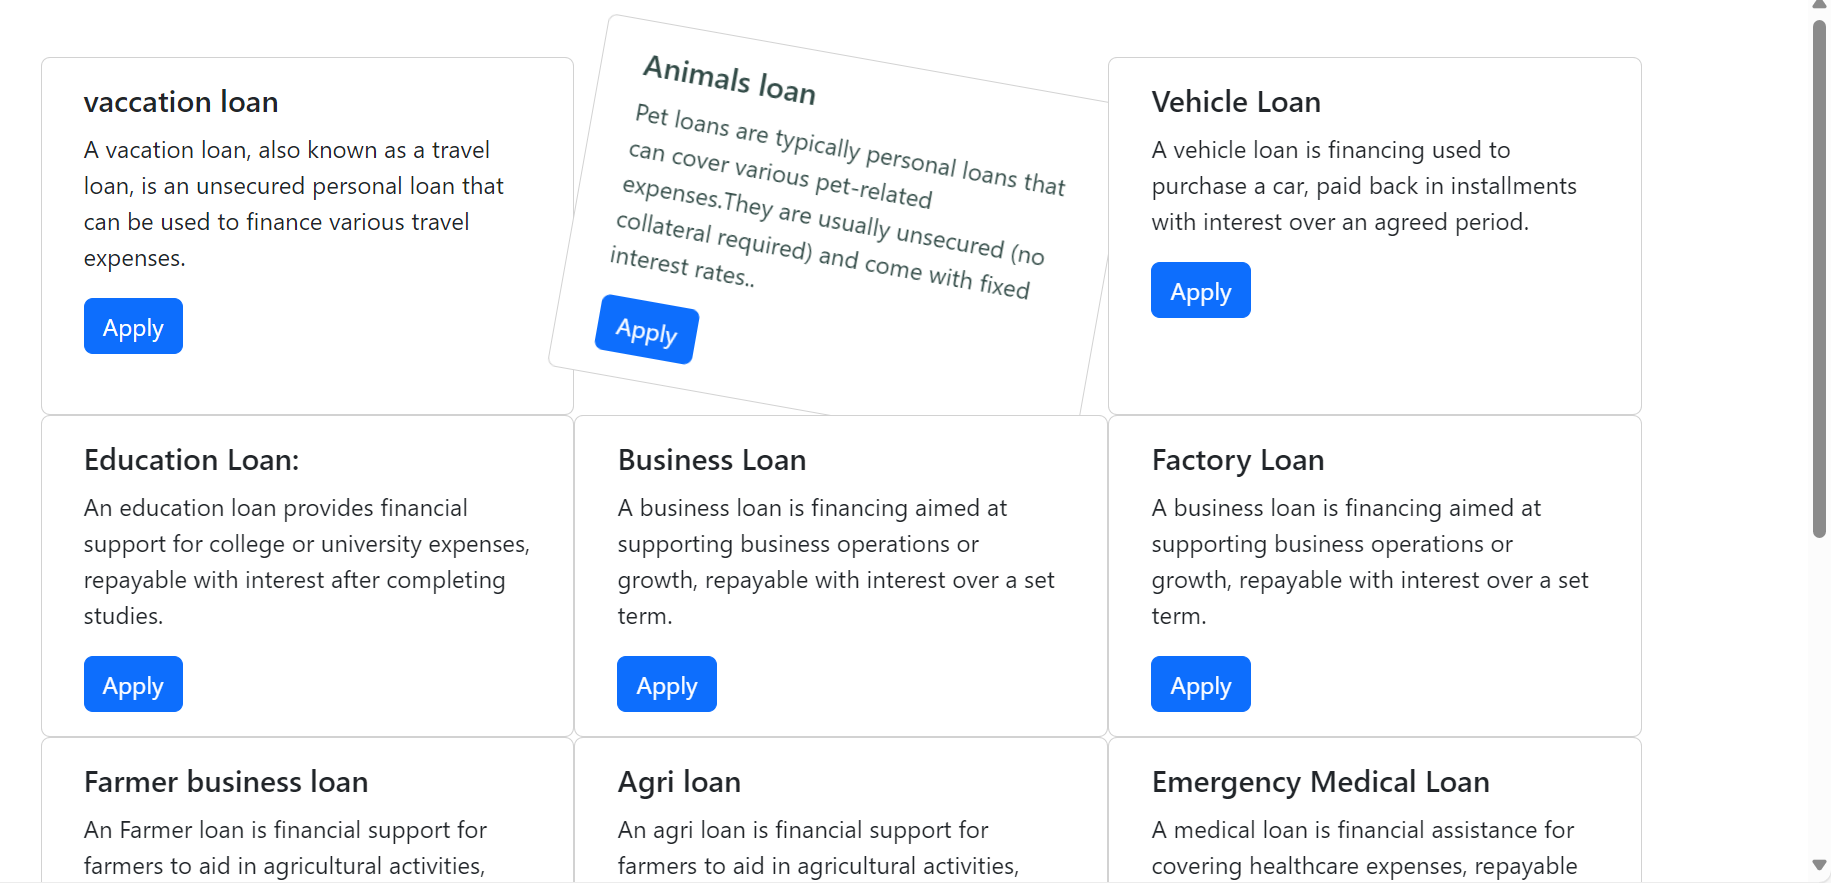 vaccation loan
A vacation loan, also known as a travel
loan, is an unsecured personal loan that
can be used to finance various travel
expenses.
Apply
Animals loan
Pet loans are typically personal loans that
can cover various pet-related
expenses.They are usually unsecured (no
collateral required) and come with fixed
interest rates..
Apply
Vehicle Loan
A vehicle loan is financing used to
purchase a car, paid back in installments
with interest over an agreed period.
Apply
Education Loan:
An education loan provides financial
support for college or university expenses,
repayable with interest after completing
studies.
Apply
Business Loan
A business loan is financing aimed at
supporting business operations or
growth, repayable with interest over a set
term.
Apply
Factory Loan
A business loan is financing aimed at
supporting business operations or
growth, repayable with interest over a set
term.
Apply
Farmer business loan
An Farmer loan is financial support for
farmers to aid in agricultural activities,
Agri loan
An agri loan is financial support for
farmers to aid in agricultural activities,
Emergency Medical Loan
A medical loan is financial assistance for
covering healthcare expenses, repayable